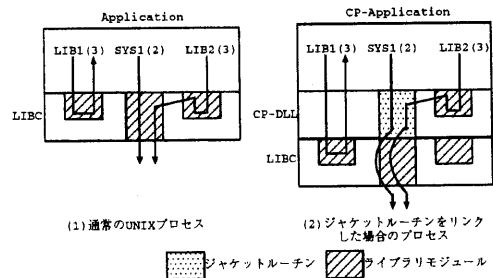 Application
LIB1(3) SYS1(2) LIB2(3)
LIBC
(1)通常のUNIXプロセス
CP-Application
LIB1(3) SYS1(2) LIB2(3)
CP-DLL
LIBC
(2)ジャケットルーチンをリンク
した場合のプロセス
ジャケットルーチン
ライブラリモジュール